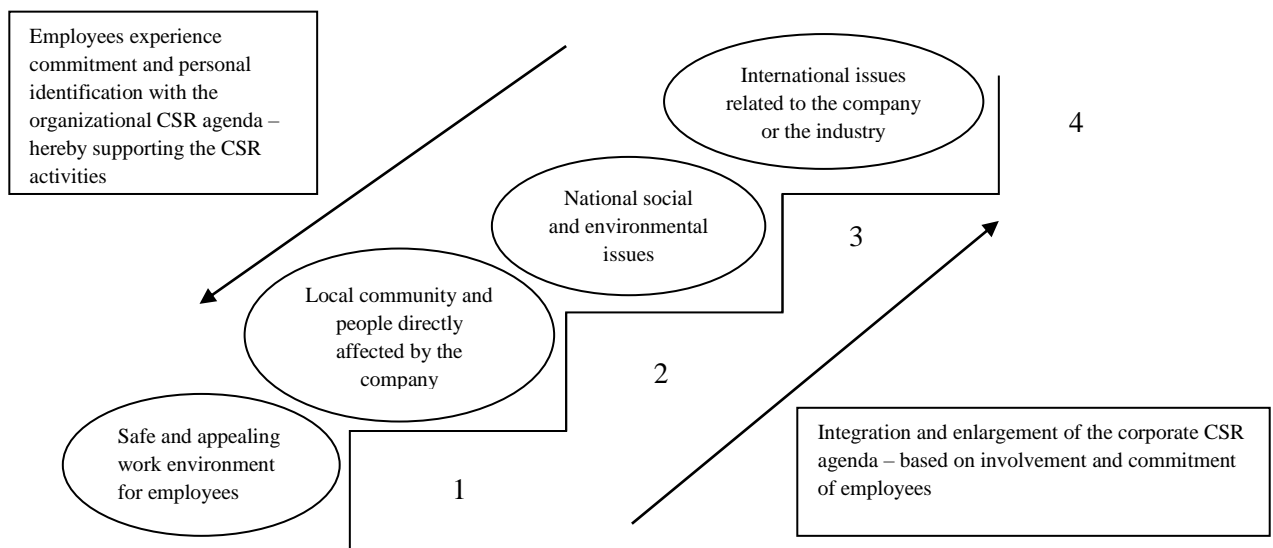 Employees experience
commitment and personal
identification with the
organizational CSR agenda –
hereby supporting the CSR
activities
International issues
related to the company
or the industry
4
National social
and environmental
issues
3
Local community and
people directly
affected by the
company
2
Safe and appealing
work environment
for employees
1
Integration and enlargement of the corporate CSR
agenda – based on involvement and commitment
of employees